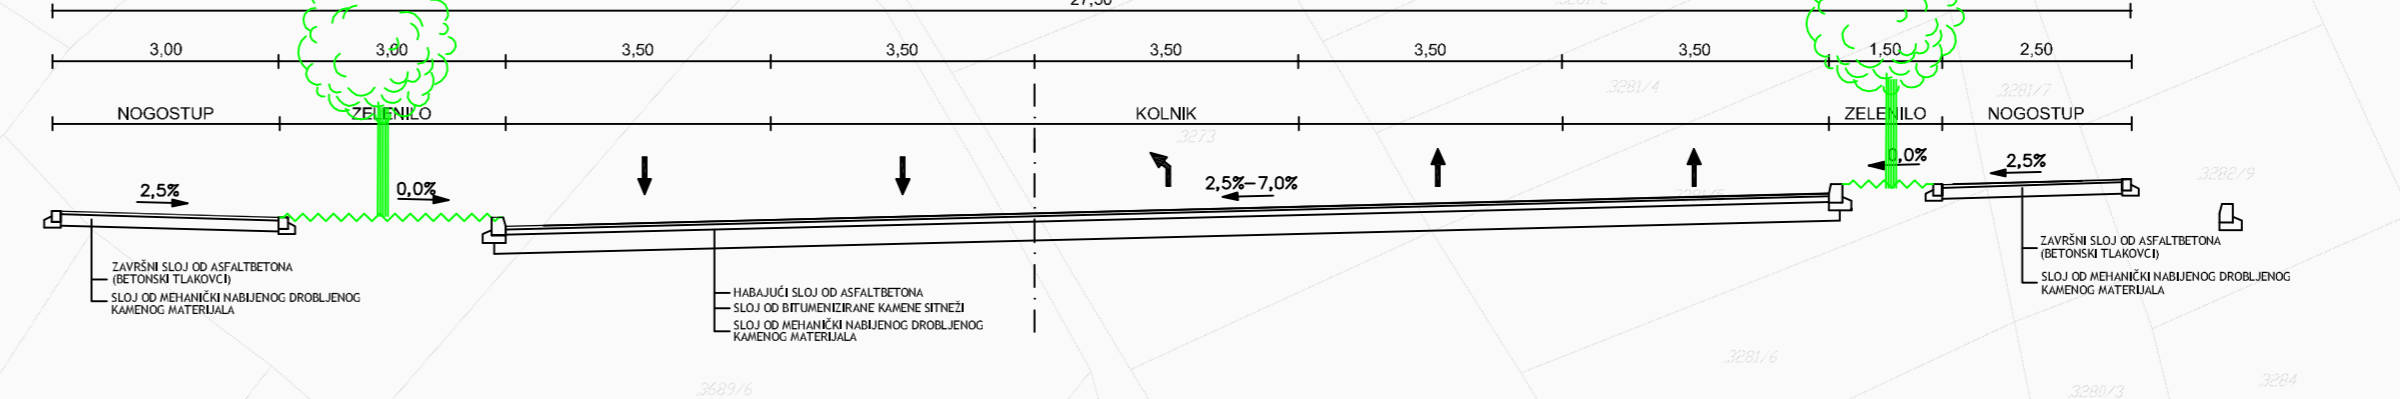 27,50
3,00 3,00 3,50 3,50 3,50 3,50 3,50 1,50 2,50
3281/4
3281/7
NOGOSTUP ZELENILO KOLNIK ZELENILO NOGOSTUP
3273
2,5% 0,0% 2,5%-7,0% 0,0% 2,5%
3282/9
ZAVRŠNI SLOJ OD ASFALTBETONA
(BETONSKI TLAKOVCI)
SLOJ OD MEHANIČKI NABIJENOG DROBLJENOG
KAMENOG MATERIJALA
HABAJUĆI SLOJ OD ASFALTBETONA
SLOJ OD BITUMENIZIRANE KAMENE SITNEŽI
SLOJ OD MEHANIČKI NABIJENOG DROBLJENOG
KAMENOG MATERIJALA
ZAVRŠNI SLOJ OD ASFALTBETONA
(BETONSKI TLAKOVCI)
SLOJ OD MEHANIČKI NABIJENOG DROBLJENOG
KAMENOG MATERIJALA
3281/6
3689/6
3280/3
3284